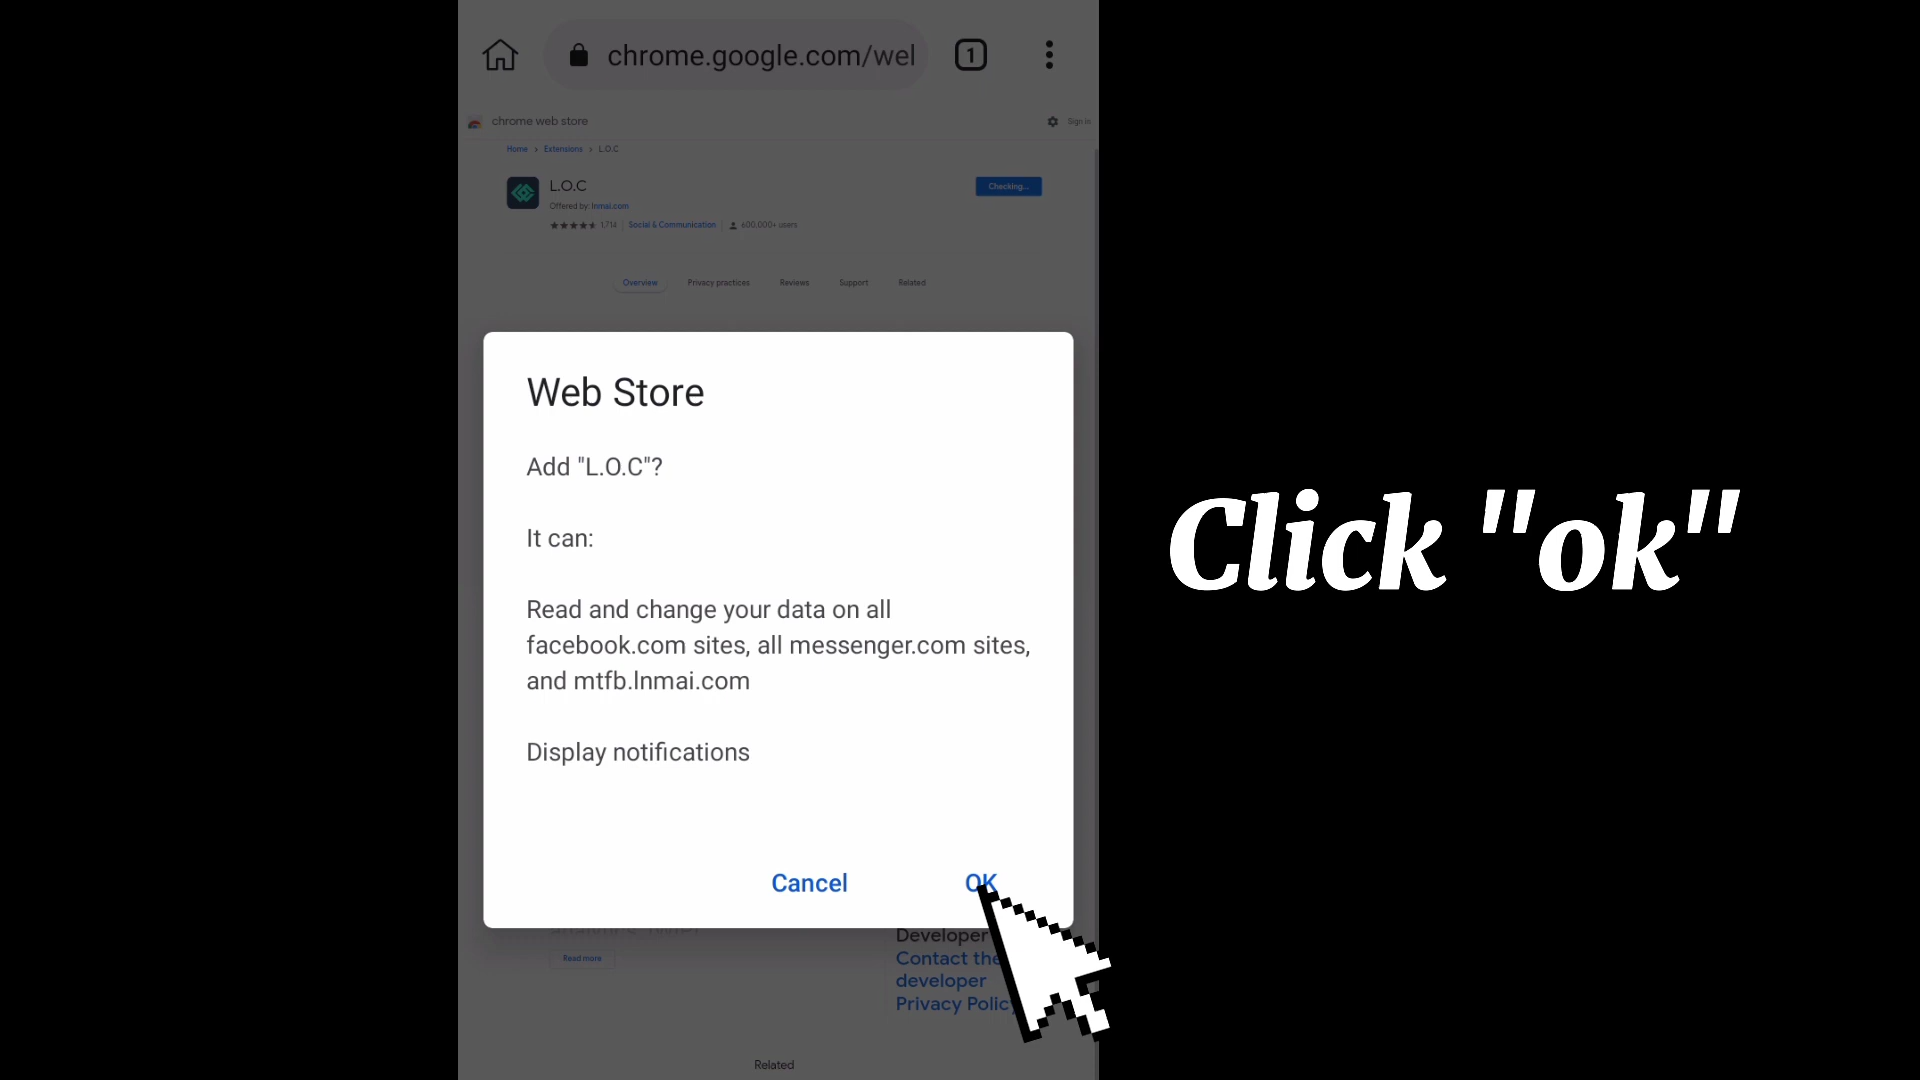 1
chrome.google.com/wel
chrome web store
Sign in
Home > Extensions > L.O.C
L.O.C
Checking...
Offered by: lnmai.com
1,714 | Social & Communication | 600,000+ users
Overview
Privacy practices
Reviews
Support
Related
Web Store
Add "L.O.C"?
It can:
Read and change your data on all
facebook.com sites, all messenger.com sites,
and mtfb.lnmai.com
Display notifications
Cancel
OK
Click "ok"
Read more
Developer
Contact the
developer
Privacy Policy
Related